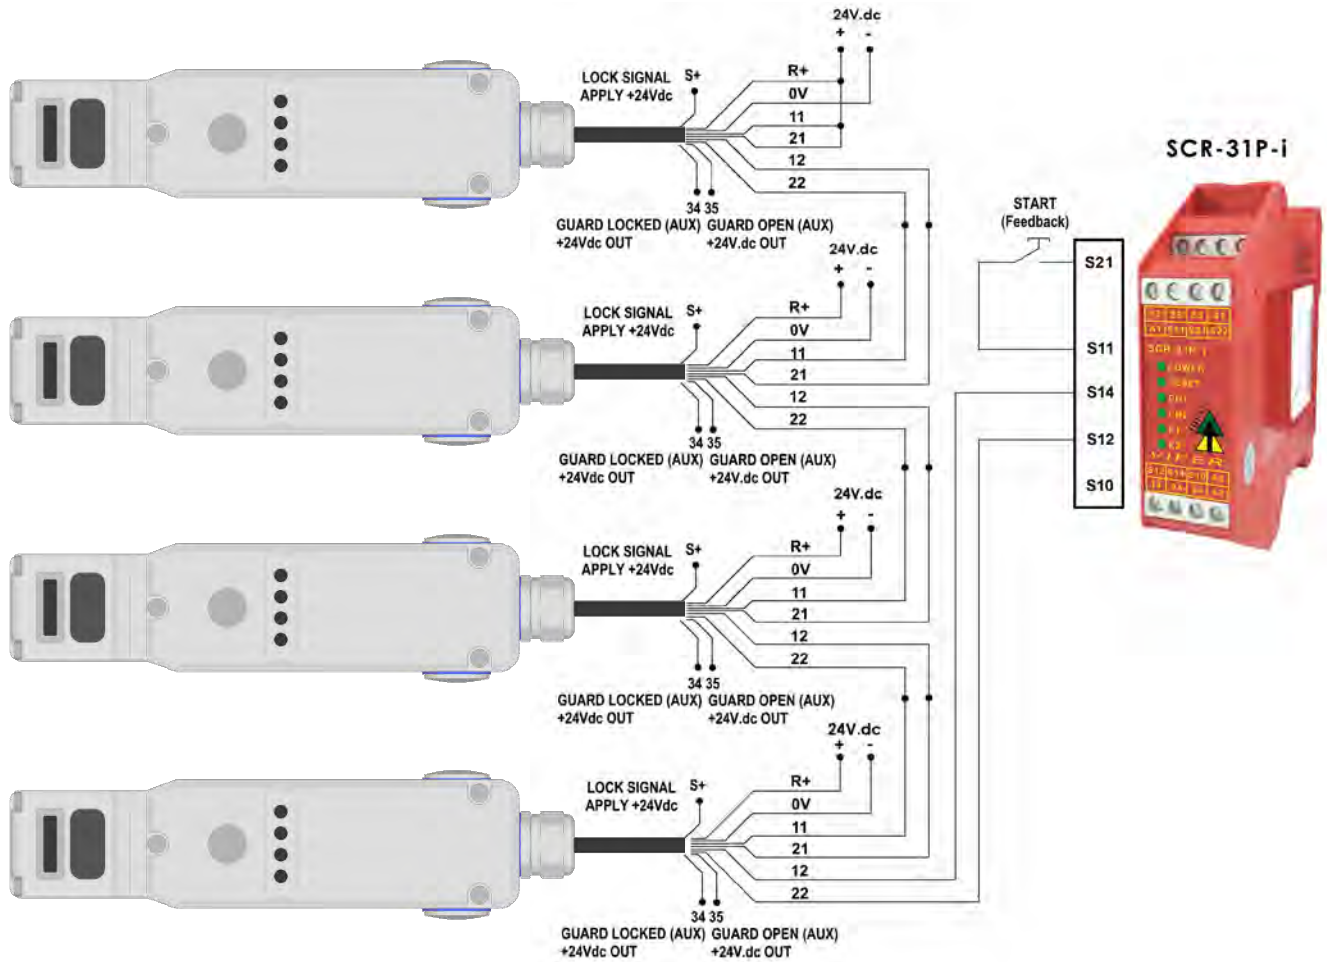 24V.dc
+ -
LOCK SIGNAL S+
APPLY +24Vdc
R+
0V
11
21
12
22
34 35
GUARD LOCKED (AUX) GUARD OPEN (AUX)
+24Vdc OUT +24V.dc OUT
24V.dc
+ -
LOCK SIGNAL S+
APPLY +24Vdc
R+
0V
11
21
12
22
34 35
GUARD LOCKED (AUX) GUARD OPEN (AUX)
+24Vdc OUT +24V.dc OUT
24V.dc
+ -
LOCK SIGNAL S+
APPLY +24Vdc
R+
0V
11
21
12
22
34 35
GUARD LOCKED (AUX) GUARD OPEN (AUX)
+24Vdc OUT +24V.dc OUT
24V.dc
+ -
LOCK SIGNAL S+
APPLY +24Vdc
R+
0V
11
21
12
22
34 35
GUARD LOCKED (AUX) GUARD OPEN (AUX)
+24Vdc OUT +24V.dc OUT
SCR-31P-i
START
(Feedback)
S21
S11
S14
S12
S10
SCR-31P-i
POWER
VIPER